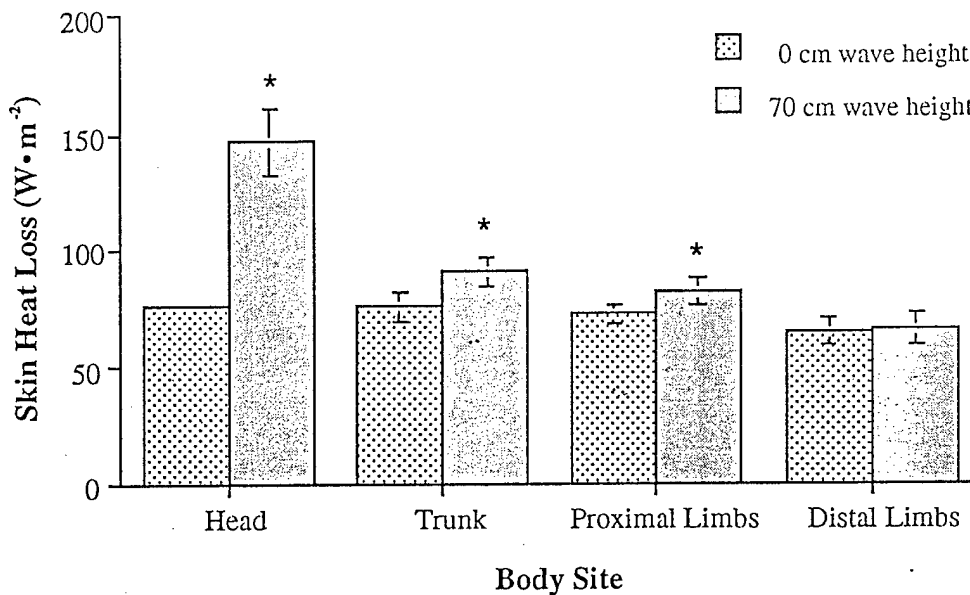 200
150
100
50
0
Skin Heat Loss (W•m-2)
0 cm wave height
70 cm wave height
*
*
*
Head
Trunk
Proximal Limbs
Distal Limbs
Body Site